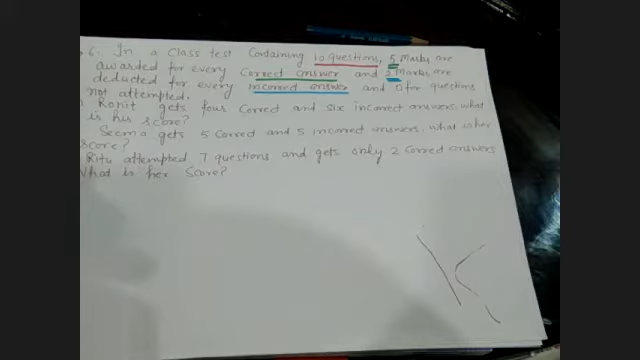 6. In a class test Containing 10 questions, 5 Marks are
awarded for every Correct answer and 2 Marks are
deducted for every incorrect answer and 0 for questions
not attempted.
Rohit gets four Correct and six incorrect answers. what
is his score?
Seema gets 5 Correct and 5 incorrect answers, what is her
score?
Ritu attempted 7 questions and gets only 2 Correct answers
What is her Score?
K